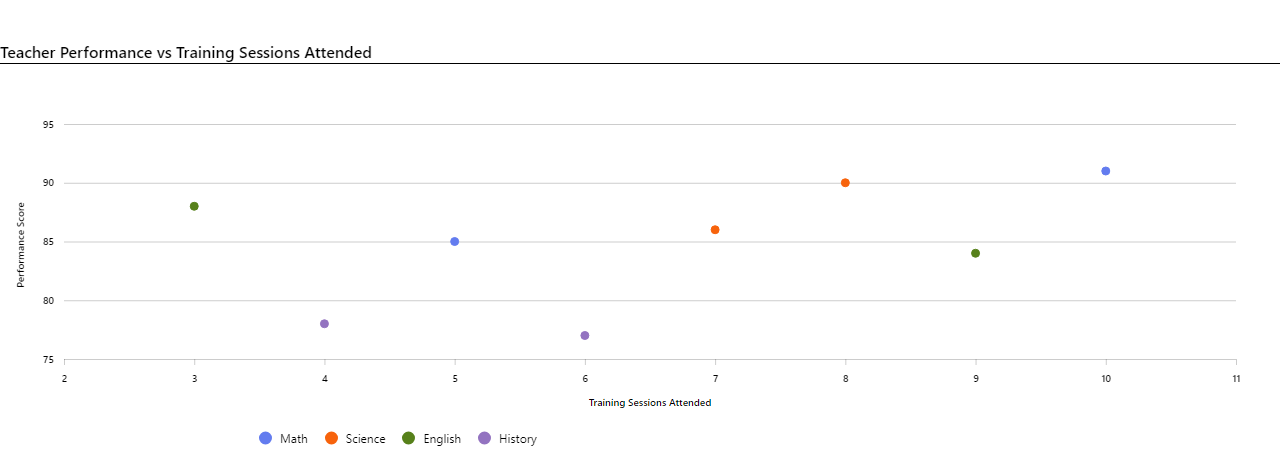 Teacher Performance vs Training Sessions Attended
95
90
85
80
75
Performance Score
2 3 4 5 6 7 8 9 10 11
Training Sessions Attended
Math Science English History